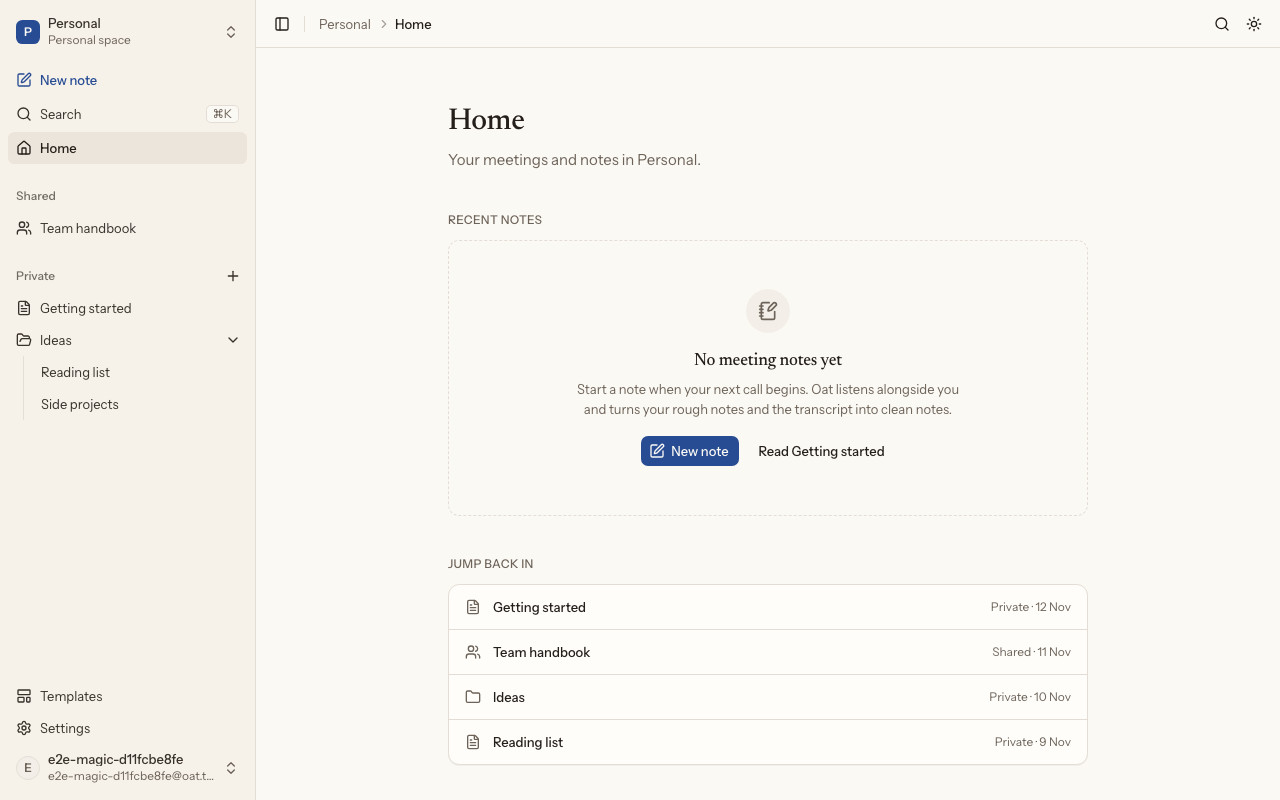 P
Personal
Personal space
New note
Search
⌘K
Home
Shared
Team handbook
Private
Getting started
Ideas
Reading list
Side projects
Templates
Settings
E
e2e-magic-d11fcbe8fe
e2e-magic-d11fcbe8fe@oat.t…
Personal
Home
Home
Your meetings and notes in Personal.
RECENT NOTES
No meeting notes yet
Start a note when your next call begins. Oat listens alongside you
and turns your rough notes and the transcript into clean notes.
New note
Read Getting started
JUMP BACK IN
Getting started
Private · 12 Nov
Team handbook
Shared · 11 Nov
Ideas
Private · 10 Nov
Reading list
Private · 9 Nov